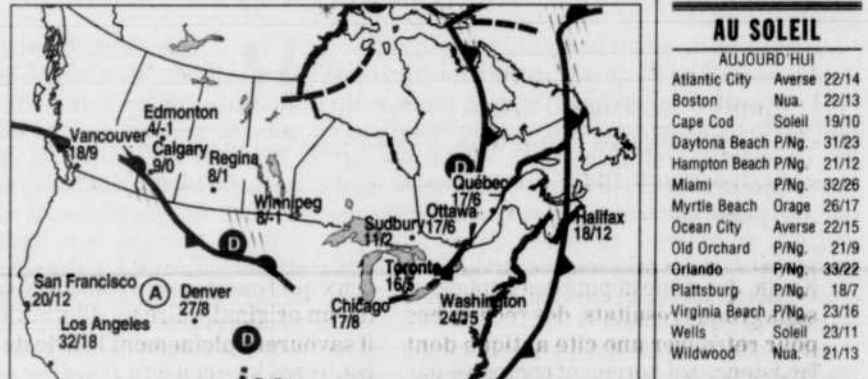 Edmonton
4/-1
Vancouver
18/9
Calgary
9/0
Regina
8/1
Winnipeg
8/-1
D
Québec
17/6
Ottawa
17/6
Sudbury
11/2
Halifax
18/12
D
Toronto
16/5
San Francisco
20/12
A
Denver
27/8
Chicago
17/8
Washington
24/15
Los Angeles
32/18
D
AU SOLEIL
AUJOURD'HUI
Atlantic City Averse 22/14
Boston Nua. 22/13
Cape Cod Soleil 19/10
Daytona Beach P/Ng. 31/23
Hampton Beach P/Ng. 21/12
Miami P/Ng. 32/26
Myrtle Beach Orage 26/17
Ocean City Averse 22/15
Old Orchard P/Ng. 21/9
Orlando P/Ng. 33/22
Plattsburg P/Ng. 18/7
Virginia Beach P/Ng. 23/16
Wells Soleil 23/11
Wildwood Nua. 21/13